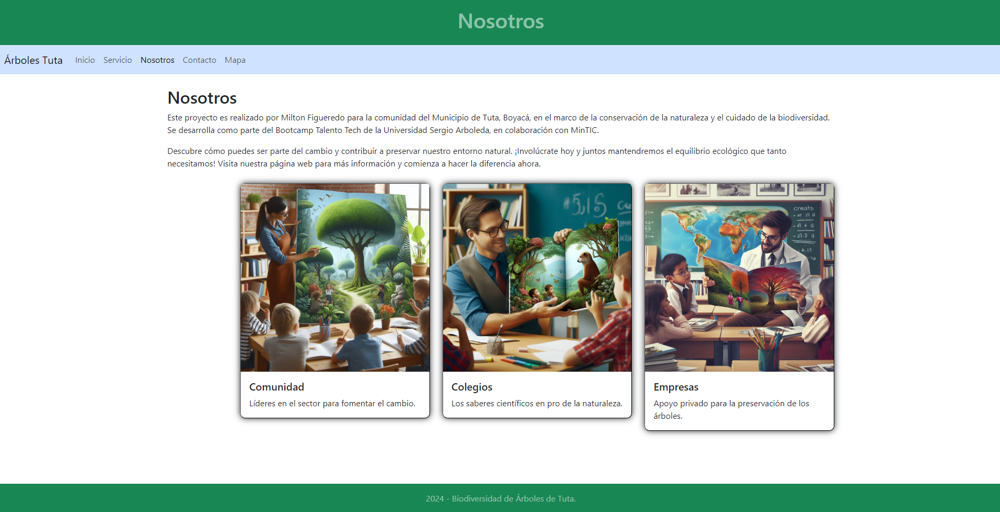 Nosotros
Árboles Tuta Inicio Servicio Nosotros Contacto Mapa
Nosotros
Este proyecto es realizado por Milton Figueredo para la comunidad del Municipio de Tuta, Boyacá, en el marco de la conservación de la naturaleza y el cuidado de la biodiversidad.
Se desarrolla como parte del Bootcamp Talento Tech de la Universidad Sergio Arboleda, en colaboración con MinTIC.
Descubre cómo puedes ser parte del cambio y contribuir a preservar nuestro entorno natural. ¡Involúcrate hoy y juntos mantendremos el equilibrio ecológico que tanto
necesitamos! Visita nuestra página web para más información y comienza a hacer la diferencia ahora.
creats
Comunidad
Líderes en el sector para fomentar el cambio.
Colegios
Los saberes científicos en pro de la naturaleza.
Empresas
Apoyo privado para la preservación de los
árboles.
2024 - Biodiversidad de Árboles de Tuta.